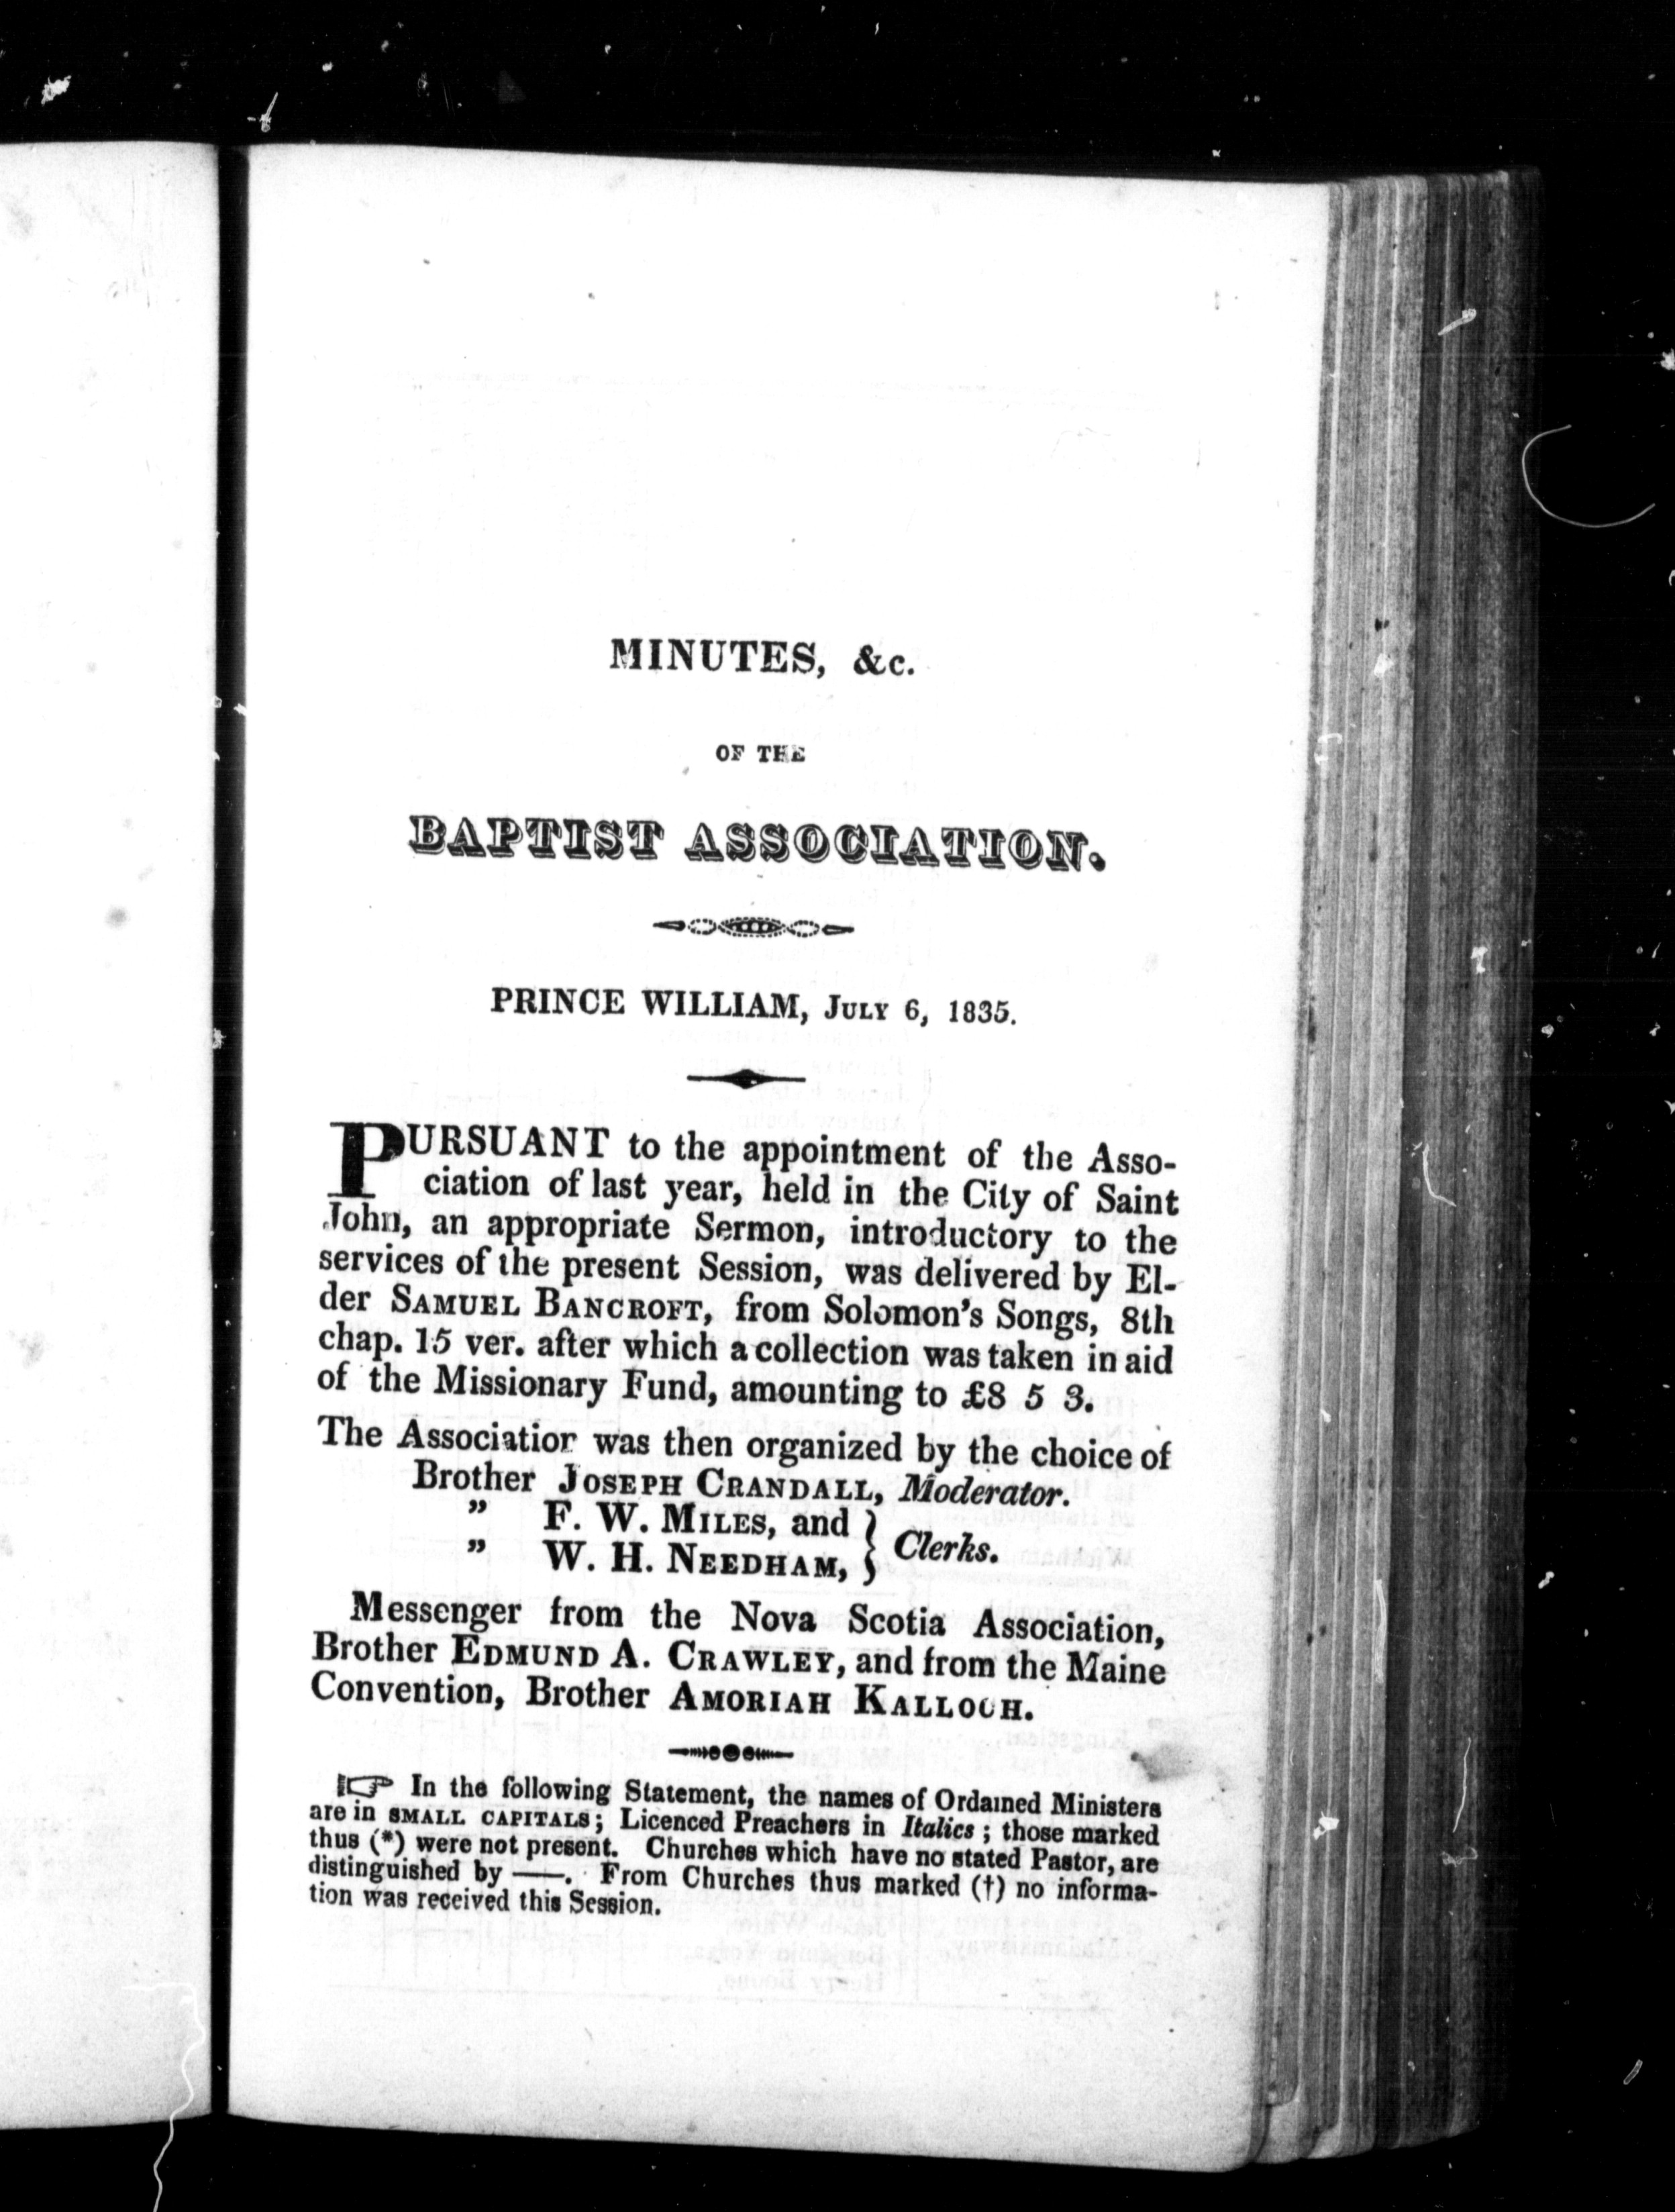 MINUTES, &c.
OF THE
BAPTIST ASSOCIATION.
PRINCE WILLIAM, JULY 6, 1835.
PURSUANT to the appointment of the Asso-
ciation of last year, held in the City of Saint
John, an appropriate Sermon, introductory to the
services of the present Session, was delivered by El-
der SAMUEL BANCROFT, from Solomon's Songs, 8th
chap. 15 ver. after which a collection was taken in aid
of the Missionary Fund, amounting to £8 5 3.
The Association was then organized by the choice of
Brother JOSEPH CRANDALL, Moderator.
” F. W. MILES, and } Clerks.
” W. H. NEEDHAM,
Messenger from the Nova Scotia Association,
Brother EDMUND A. CRAWLEY, and from the Maine
Convention, Brother AMORIAH KALLOCH.
☞ In the following Statement, the names of Ordained Ministers
are in SMALL CAPITALS; Licenced Preachers in Italics; those marked
thus (*) were not present. Churches which have no stated Pastor, are
distinguished by ——. From Churches thus marked (†) no informa-
tion was received this Session.